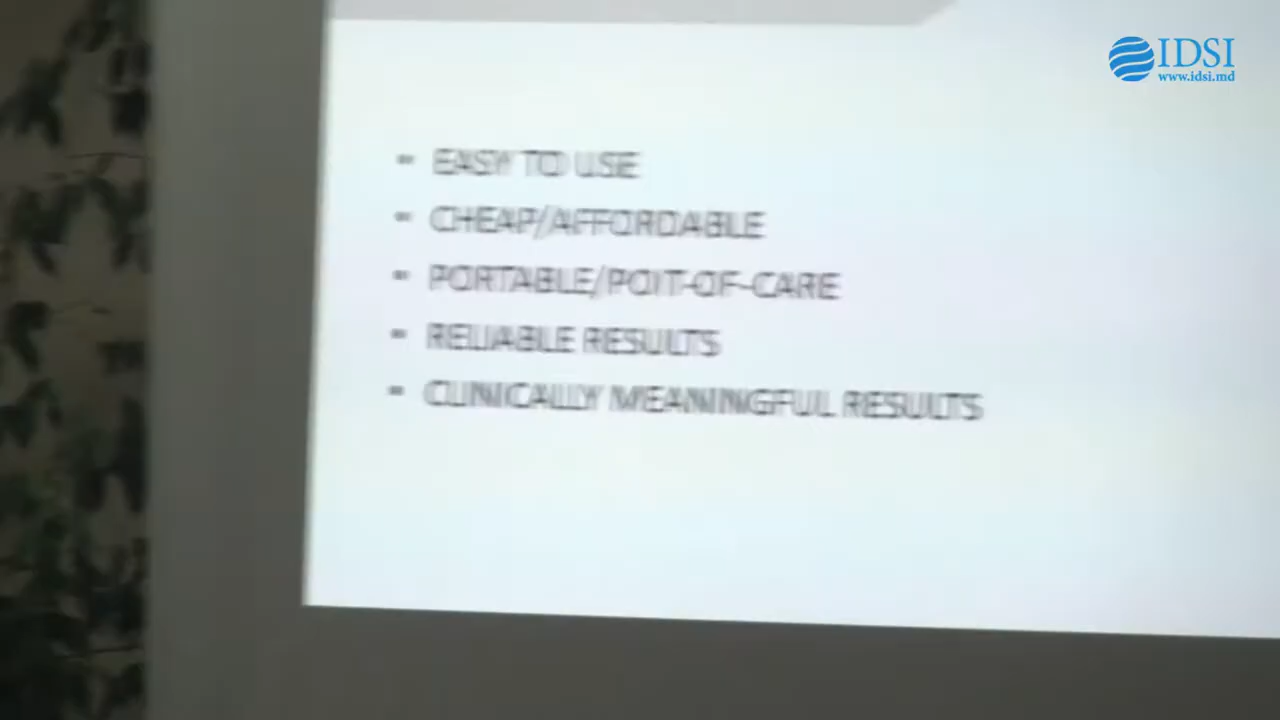 IDSI
www.idsi.md
• EASY TO USE
• CHEAP/AFFORDABLE
• PORTABLE/POIT-OF-CARE
• RELIABLE RESULTS
• CLINICALLY MEANINGFUL RESULTS